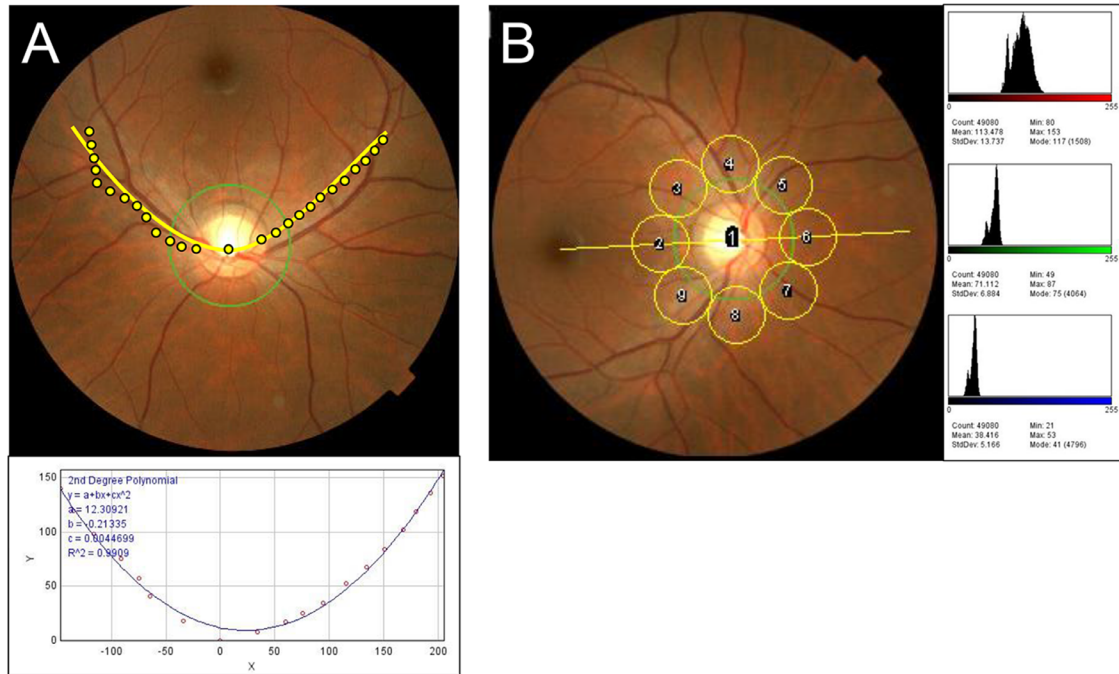 A
B
4
3
5
2
1
6
9
7
8
255
Count: 49080 Min: 80
Mean: 113.478 Max: 153
StdDev: 13.737 Mode: 117 (1508)
255
Count: 49080 Min: 49
Mean: 71.112 Max: 87
StdDev: 6.884 Mode: 75 (4064)
255
Count: 49080 Min: 21
Mean: 38.416 Max: 53
StdDev: 5.166 Mode: 41 (4796)
2nd Degree Polynomial
y = a+bx+cx^2
a = 12.30921
b = -0.21335
c = 0.0044699
R^2 = 0.9909
150
100
50
0
Y
-100 -50 0 50 100 150 200
X